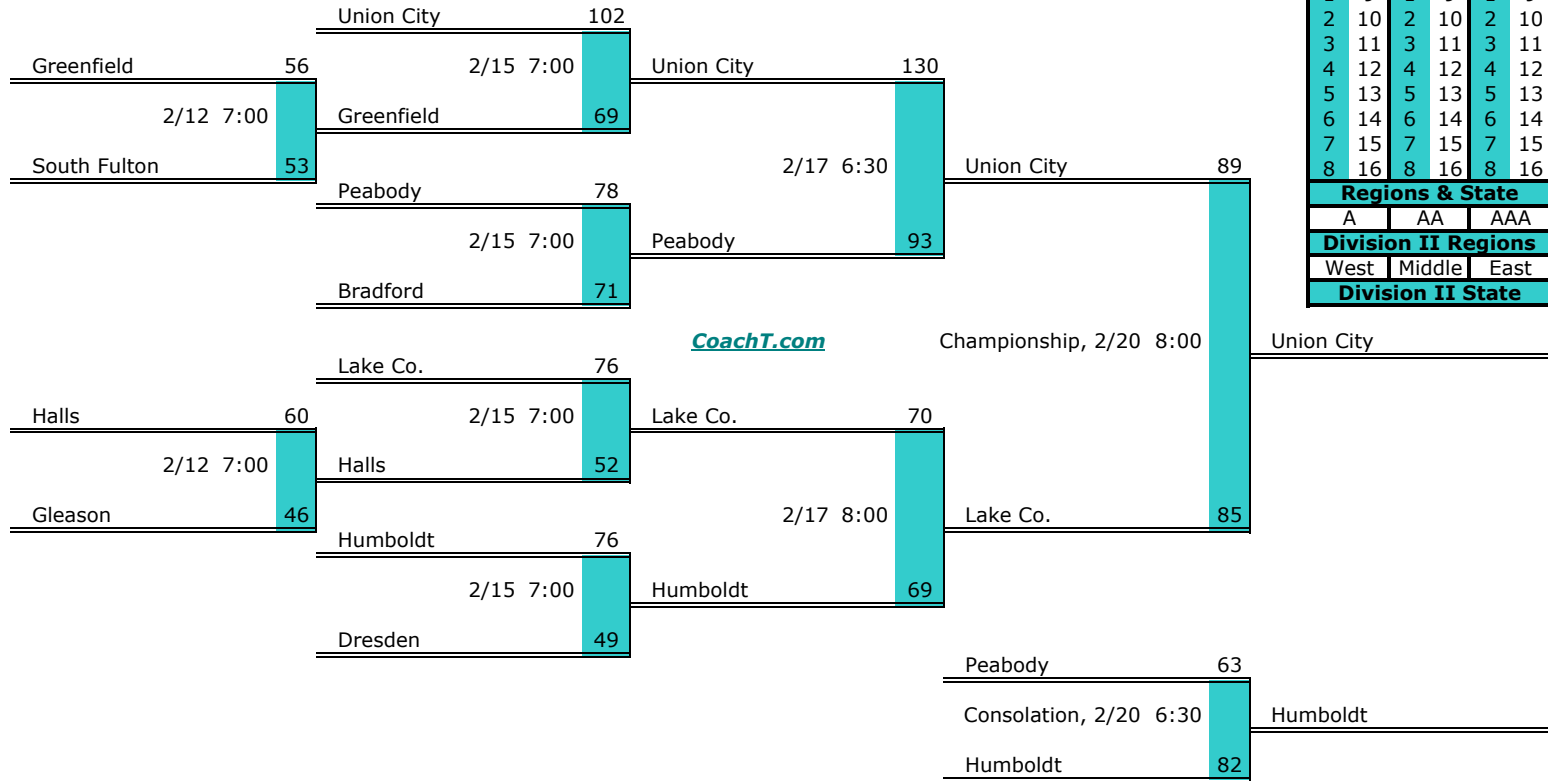 Union City 102
2/15 7:00
Greenfield 69
Greenfield 56
2/12 7:00
South Fulton 53
Peabody 78
2/15 7:00
Bradford 71
Union City 130
2/17 6:30
Peabody 93
CoachT.com
Lake Co. 76
2/15 7:00
Halls 52
Halls 60
2/12 7:00
Gleason 46
Humboldt 76
2/15 7:00
Dresden 49
Lake Co. 70
2/17 8:00
Humboldt 69
Union City 89
Championship, 2/20 8:00
Lake Co. 85
Union City
Peabody 63
Consolation, 2/20 6:30
Humboldt 82
Humboldt
2 10 2 10 2 10
3 11 3 11 3 11
4 12 4 12 4 12
5 13 5 13 5 13
6 14 6 14 6 14
7 15 7 15 7 15
8 16 8 16 8 16
Regions & State
A AA AAA
Division II Regions
West Middle East
Division II State